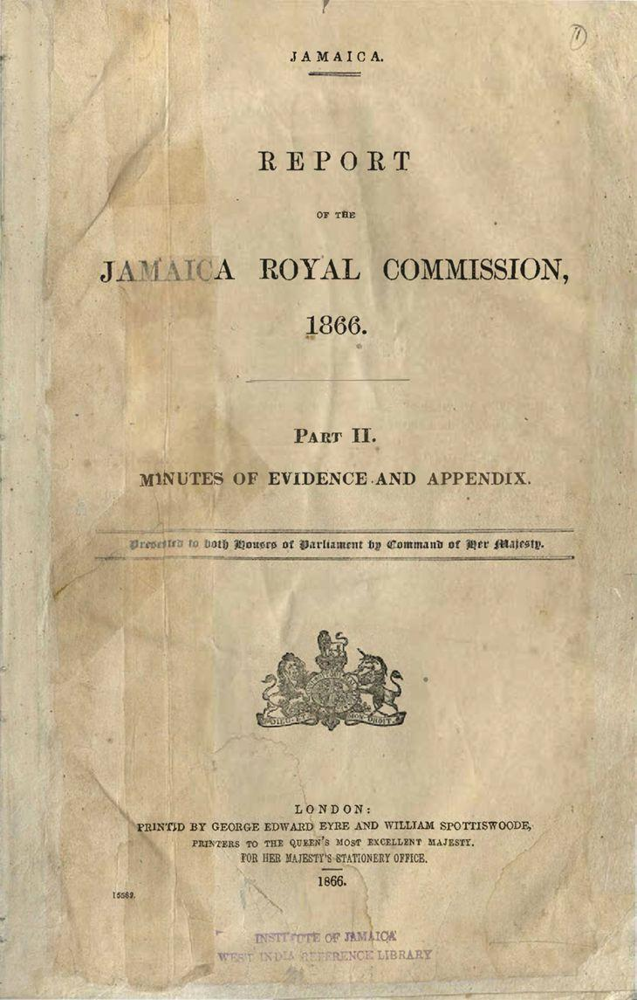 11
JAMAICA.
REPORT
OF THE
JAMAICA ROYAL COMMISSION,
1866.
PART II.
MINUTES OF EVIDENCE AND APPENDIX.
Presented to both Houses of Parliament by Command of Her Majesty.
DIEU ET MON DROIT
LONDON:
PRINTED BY GEORGE EDWARD EYRE AND WILLIAM SPOTTISWOODE,
PRINTERS TO THE QUEEN'S MOST EXCELLENT MAJESTY.
FOR HER MAJESTY'S STATIONERY OFFICE.
1866.
15562.
INSTITUTE OF JAMAICA
WEST INDIA REFERENCE LIBRARY